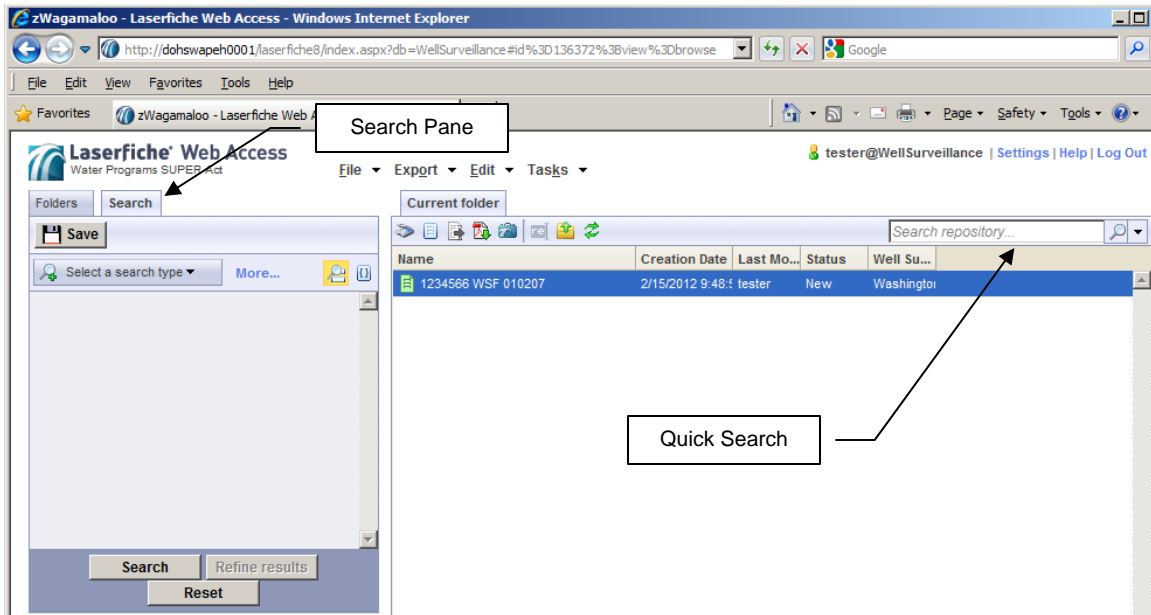 zWagamaloo - Laserfiche Web Access - Windows Internet Explorer
http://dohswapeh0001/laserfiche8/index.aspx?db=WellSurveillance#id%3D136372%3Bview%3Dbrowse
Google
File Edit View Favorites Tools Help
Favorites
zWagamaloo - Laserfiche Web
Page Safety Tools
Search Pane
Laserfiche Web Access
Water Programs SUPER Act
File Export Edit Tasks
tester@WellSurveillance | Settings | Help | Log Out
Folders Search
Current folder
Save
Search repository...
Select a search type
More...
Name Creation Date Last Mo... Status Well Su...
1234566 WSF 010207 2/15/2012 9:48: tester New
Quick Search
Search
Refine results
Reset